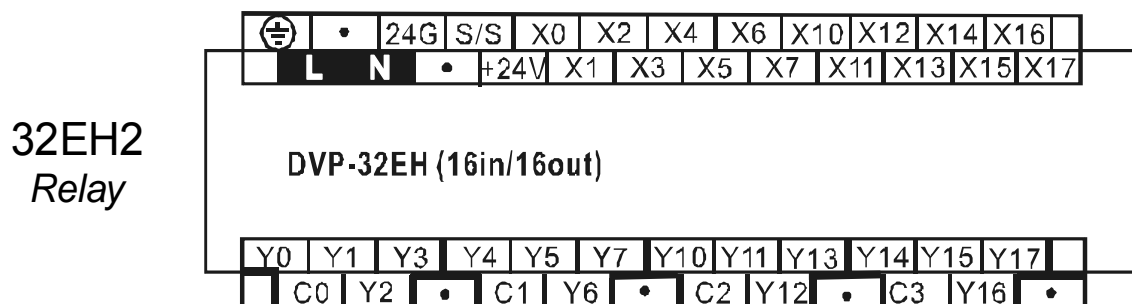 ⏚ • 24G S/S X0 X2 X4 X6 X10 X12 X14 X16
L N • +24V X1 X3 X5 X7 X11 X13 X15 X17
32EH2
Relay
DVP-32EH (16in/16out)
Y0 Y1 Y3 Y4 Y5 Y7 Y10 Y11 Y13 Y14 Y15 Y17
C0 Y2 • C1 Y6 • C2 Y12 • C3 Y16 •